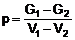 p = G₁ - G₂ / V₁ - V₂